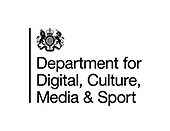 Department for
Digital, Culture,
Media & Sport